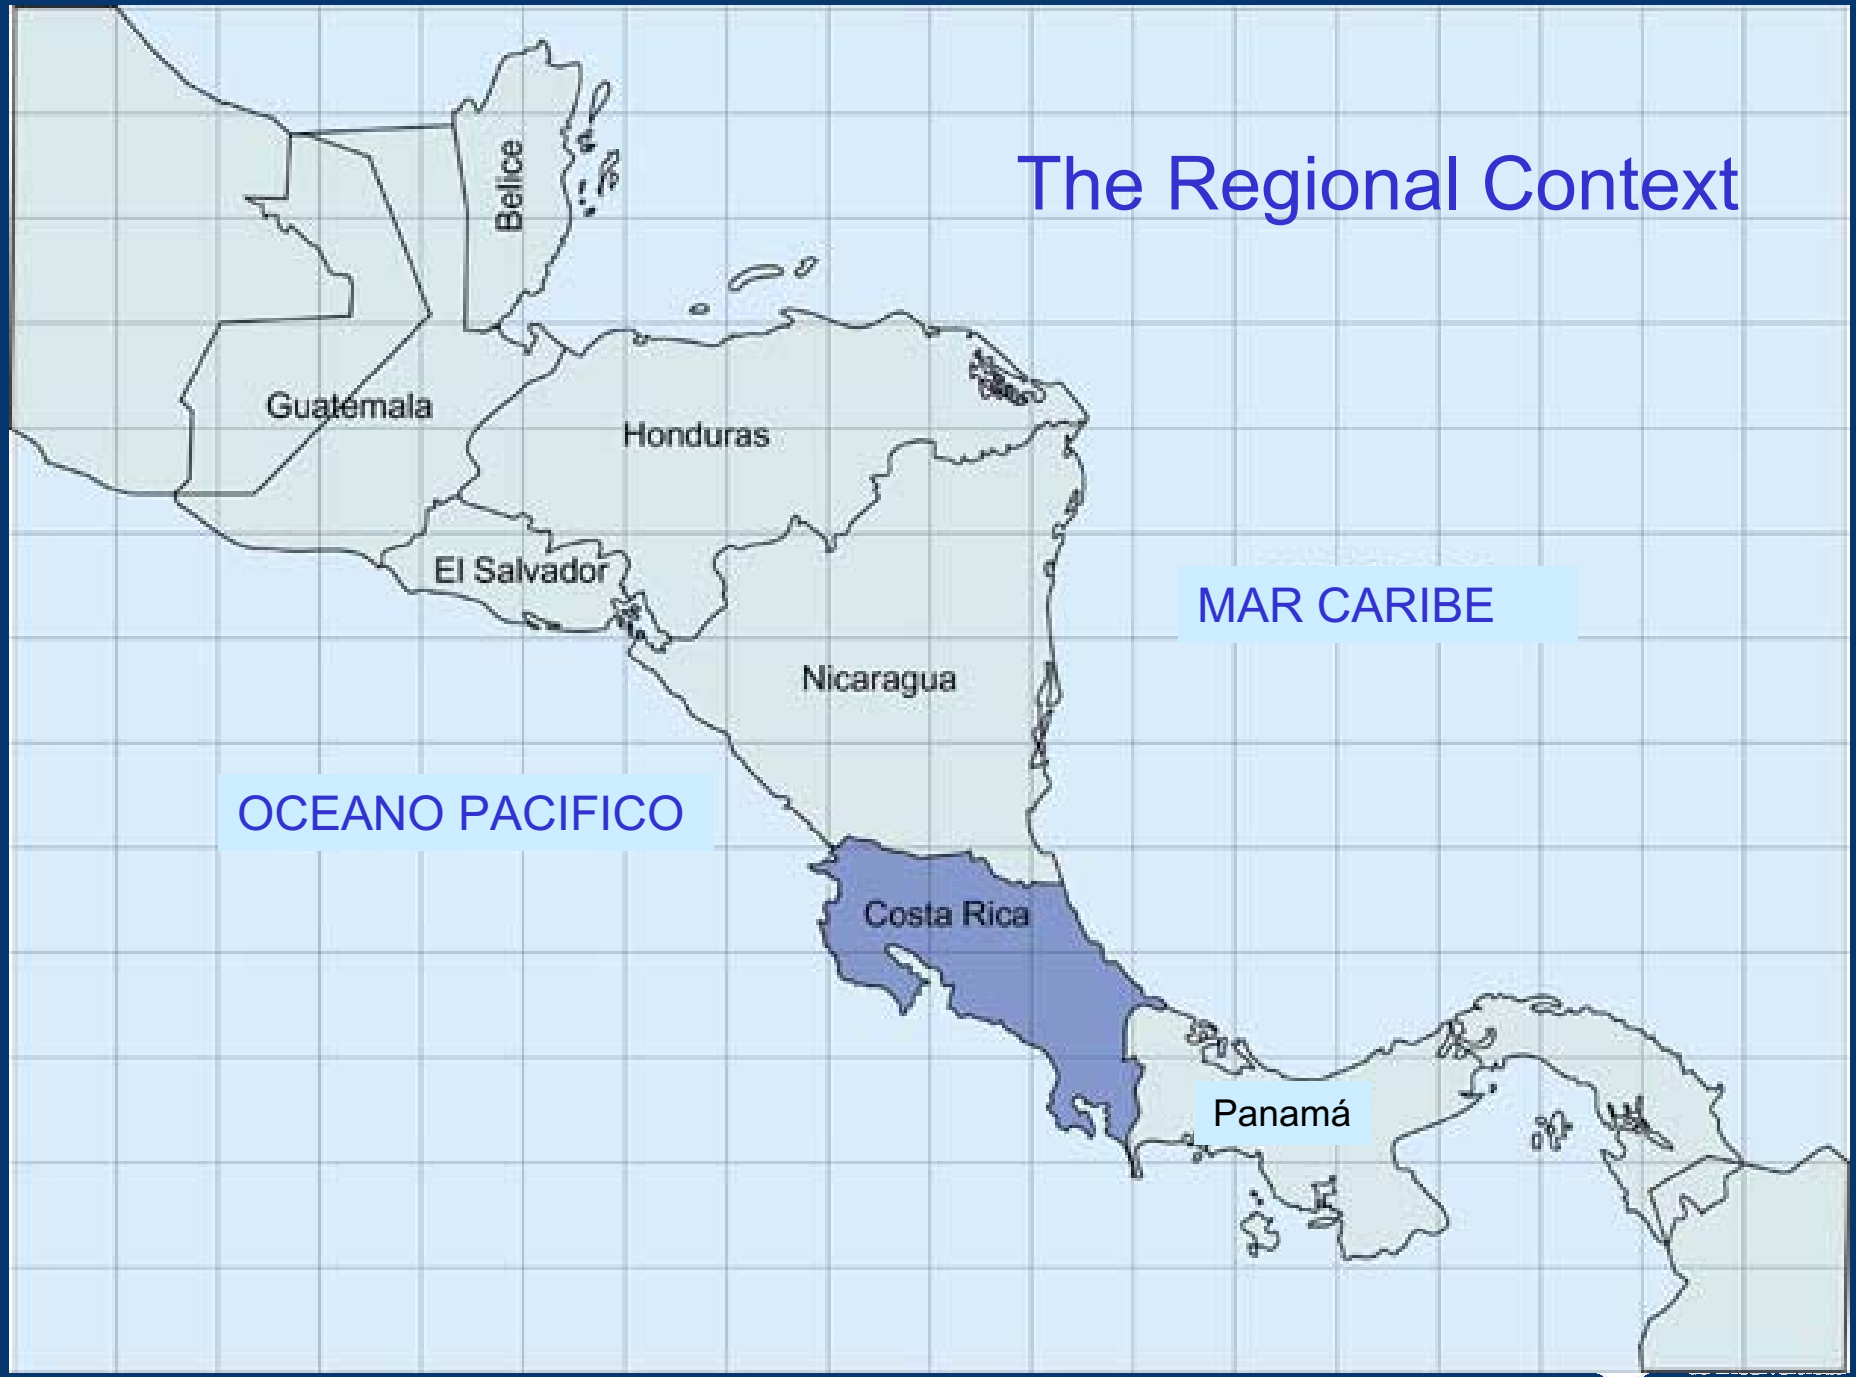 The Regional Context
Belice
Guatemala
Honduras
El Salvador
MAR CARIBE
Nicaragua
OCEANO PACIFICO
Costa Rica
Panamá